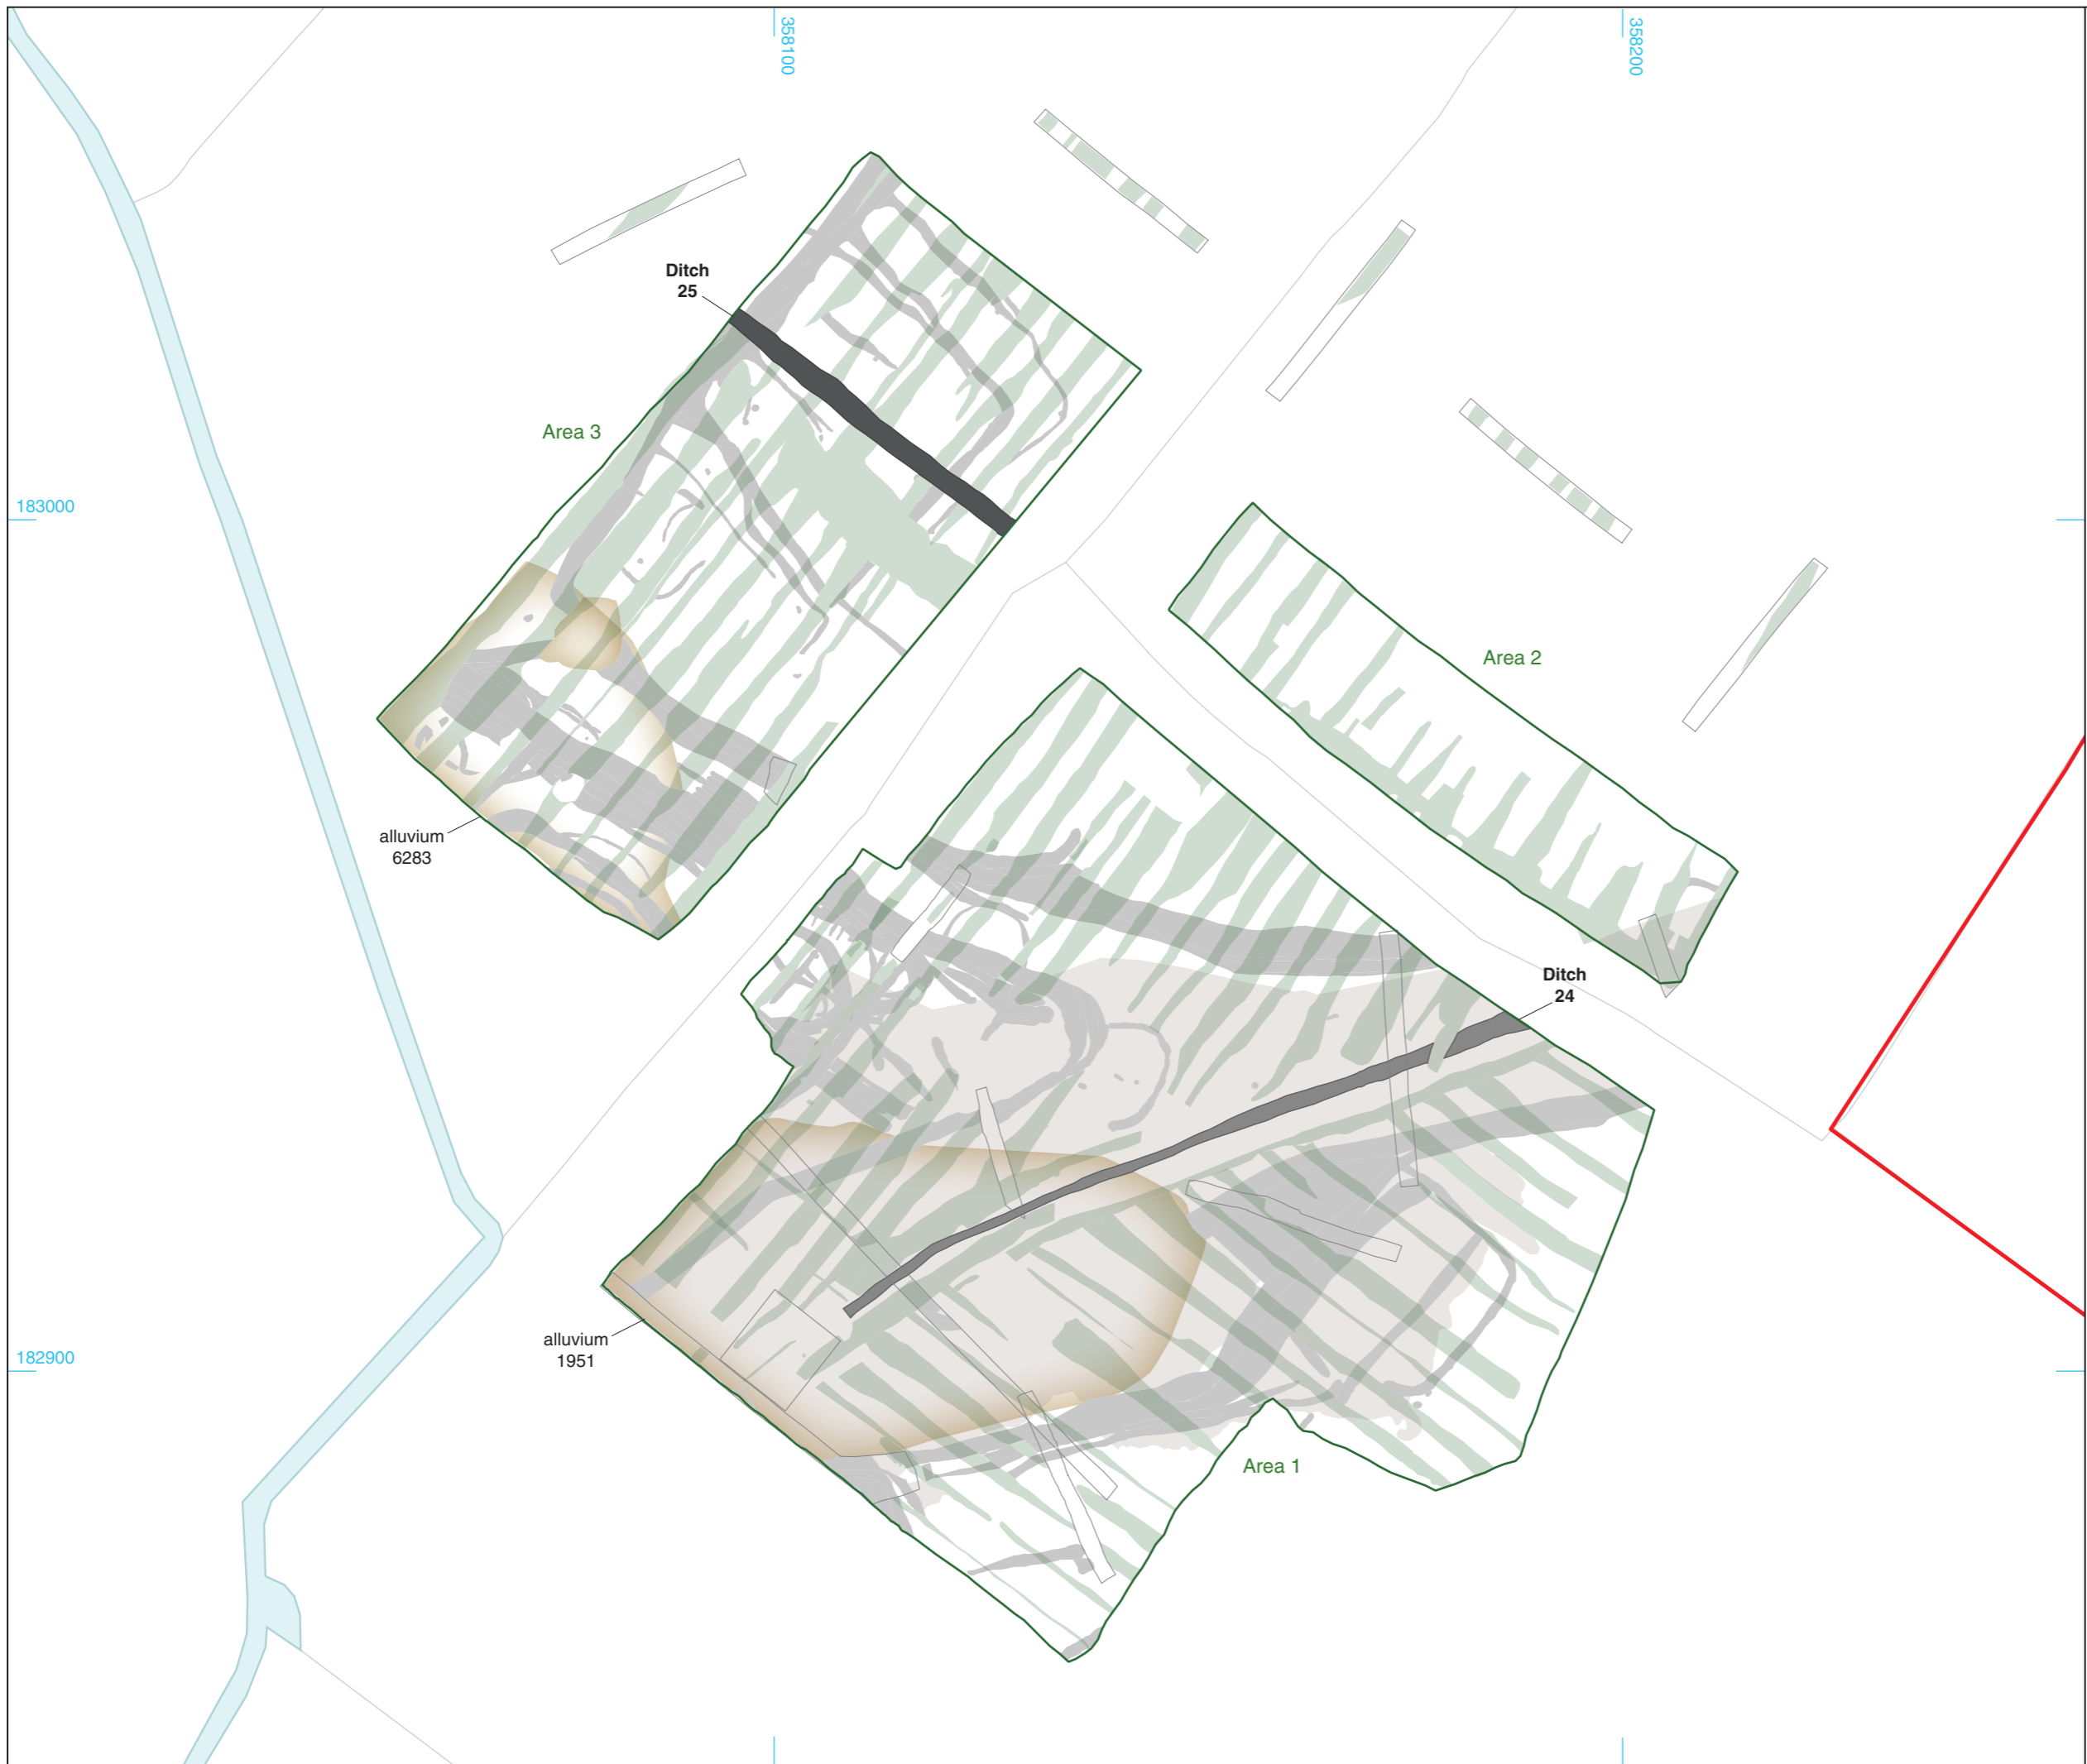 358100
358200
Ditch
25
Area 3
183000
Area 2
alluvium
6283
Ditch
24
alluvium
1951
182900
Area 1